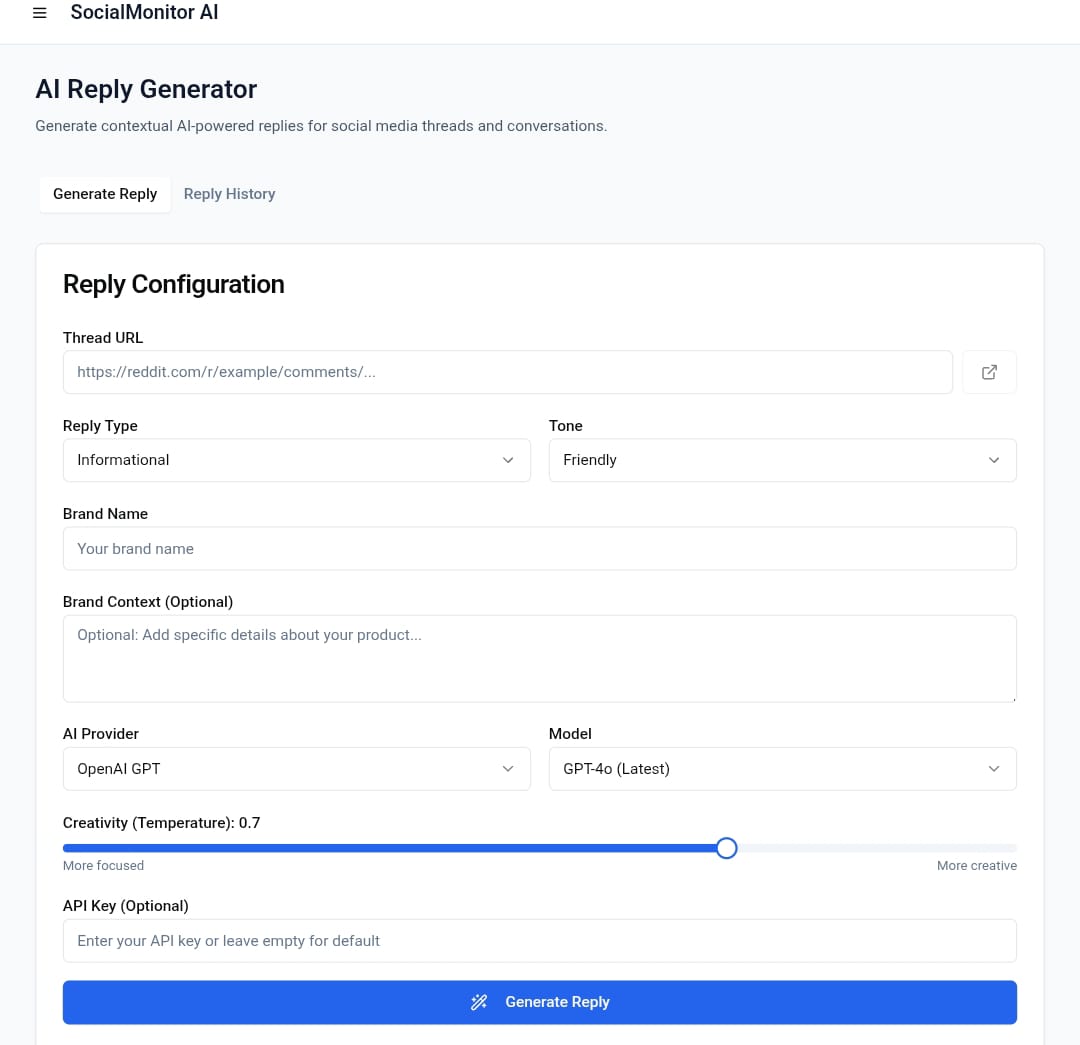 SocialMonitor AI
AI Reply Generator
Generate contextual AI-powered replies for social media threads and conversations.
Generate Reply
Reply History
Reply Configuration
Thread URL
https://reddit.com/r/example/comments/...
Reply Type
Tone
Informational
Friendly
Brand Name
Your brand name
Brand Context (Optional)
Optional: Add specific details about your product...
AI Provider
Model
OpenAI GPT
GPT-4o (Latest)
Creativity (Temperature): 0.7
More focused
More creative
API Key (Optional)
Enter your API key or leave empty for default
Generate Reply